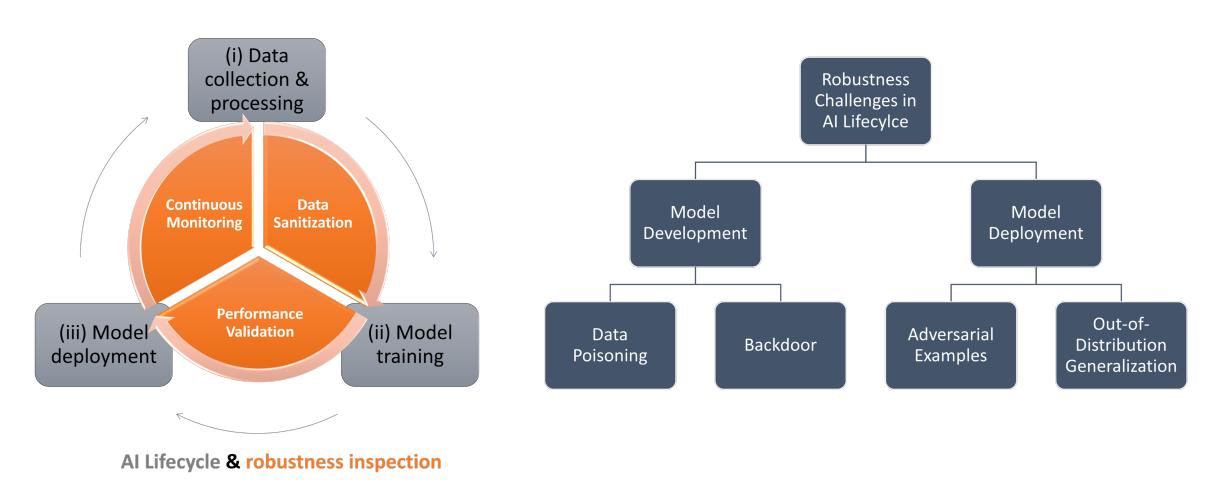 (i) Data
collection &
processing
Continuous
Monitoring
Data
Sanitization
Performance
Validation
(iii) Model
deployment
(ii) Model
training
AI Lifecycle & robustness inspection
Robustness
Challenges in
AI Lifecylce
Model
Development
Model
Deployment
Data
Poisoning
Backdoor
Adversarial
Examples
Out-of-
Distribution
Generalization